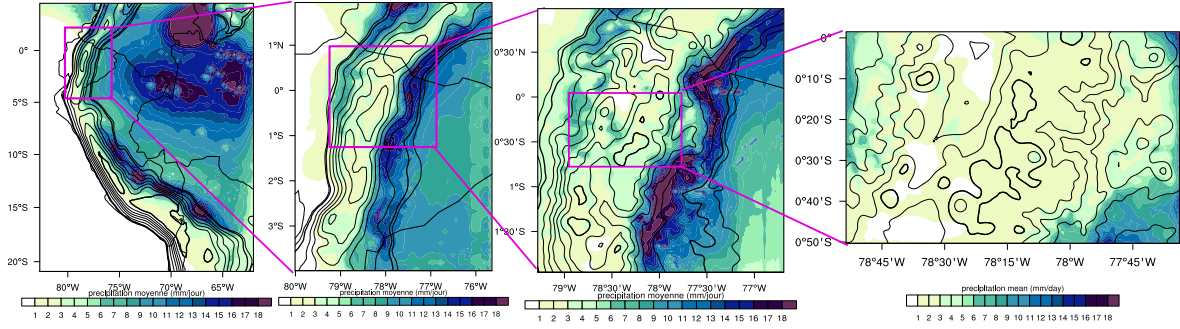 0°
5°S
10°S
15°S
20°S
80°W 75°W 70°W 65°W
precipitation moyenne (mm/jour)
1 2 3 4 5 6 7 8 9 10 11 12 13 14 15 16 17 18
1°N
0°
1°S
2°S
3°S
80°W 79°W 78°W 77°W 76°W
precipitation moyenne (mm/jour)
1 2 3 4 5 6 7 8 9 10 11 12 13 14 15 16 17 18
0°30'N
0°
0°30'S
1°S
1°30'S
79°W 78°30'W 78°W 77°30'W 77°W
precipitation moyenne (mm/jour)
1 2 3 4 5 6 7 8 9 10 11 12 13 14 15 16 17 18
0°
0°10'S
0°20'S
0°30'S
0°40'S
0°50'S
78°45'W 78°30'W 78°15'W 78°W 77°45'W
precipitation mean (mm/day)
1 2 3 4 5 6 7 8 9 10 11 12 13 14 15 16 17 18